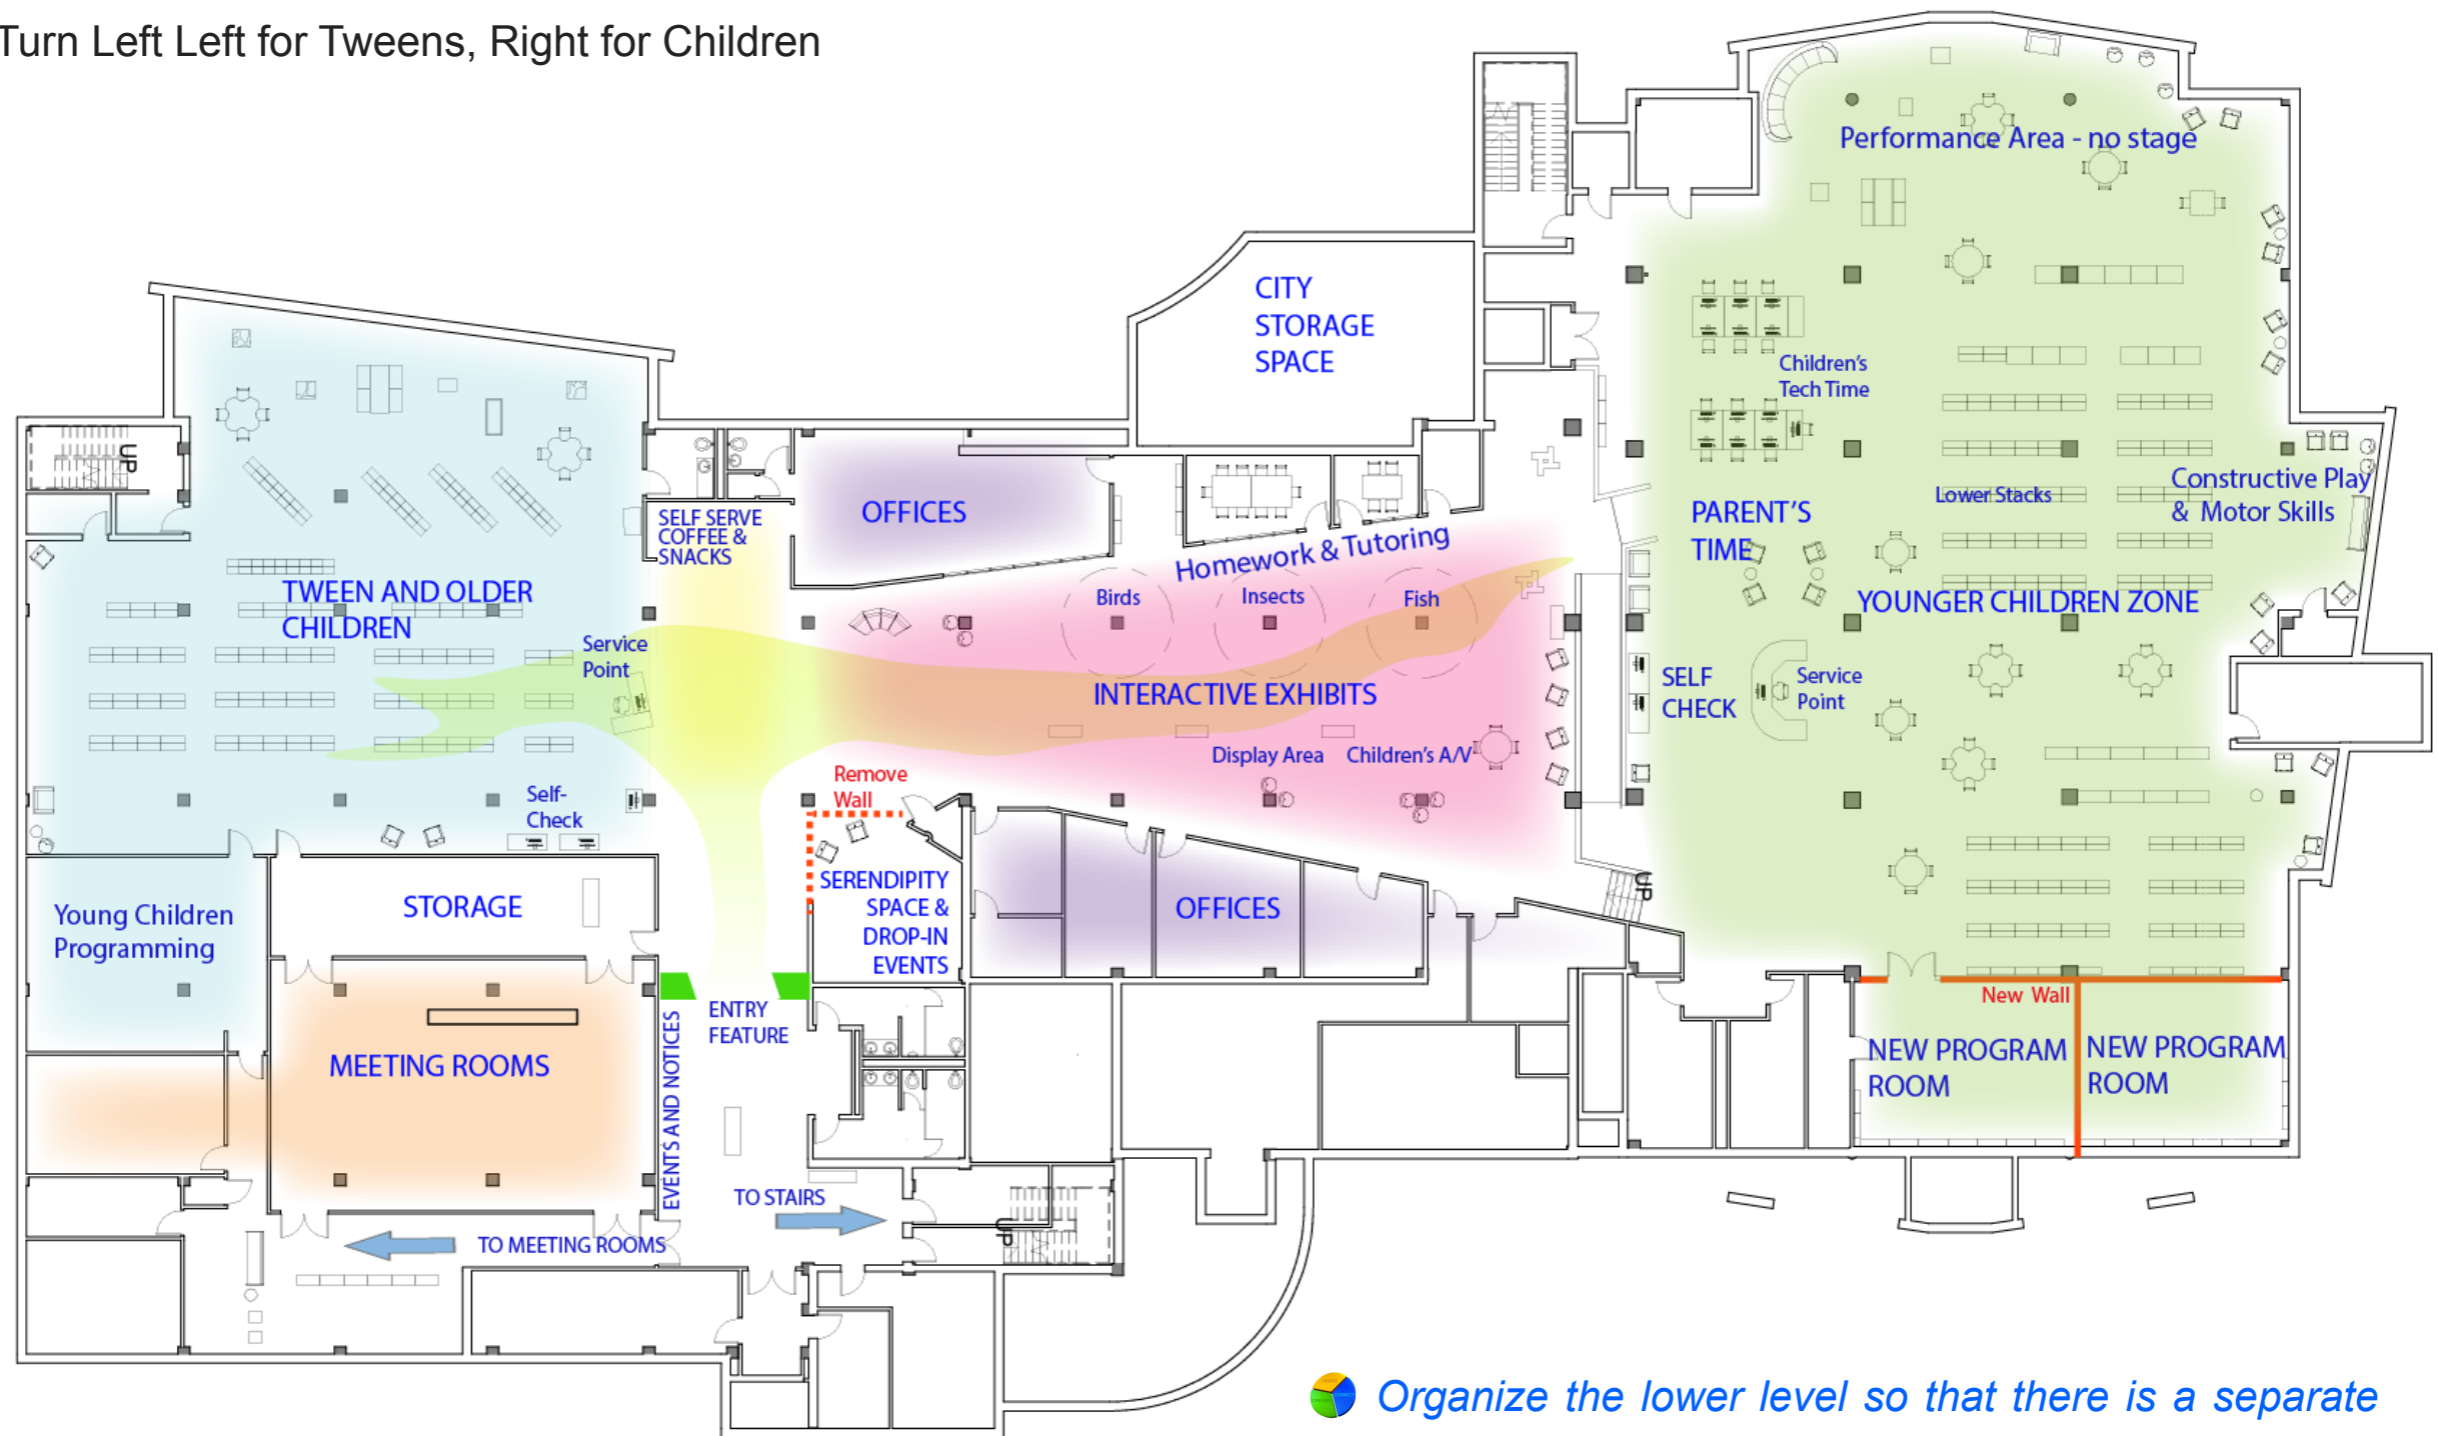 Turn Left Left for Tweens, Right for Children
Performance Area - no stage
CITY
STORAGE
SPACE
Children's
Tech Time
UP
OFFICES
SELF SERVE
COFFEE &
SNACKS
Homework & Tutoring
PARENT'S
TIME
Lower Stacks
Constructive Play
& Motor Skills
TWEEN AND OLDER
CHILDREN
Birds
Insects
Fish
YOUNGER CHILDREN ZONE
Service
Point
INTERACTIVE EXHIBITS
SELF
CHECK
Service
Point
Display Area
Children's A/V
Remove
Wall
Self-
Check
SERENDIPITY
SPACE &
DROP-IN
EVENTS
UP
OFFICES
STORAGE
Young Children
Programming
ENTRY
FEATURE
EVENTS AND NOTICES
New Wall
MEETING ROOMS
NEW PROGRAM
ROOM
NEW PROGRAM
ROOM
TO STAIRS
UP
TO MEETING ROOMS
Organize the lower level so that there is a separate